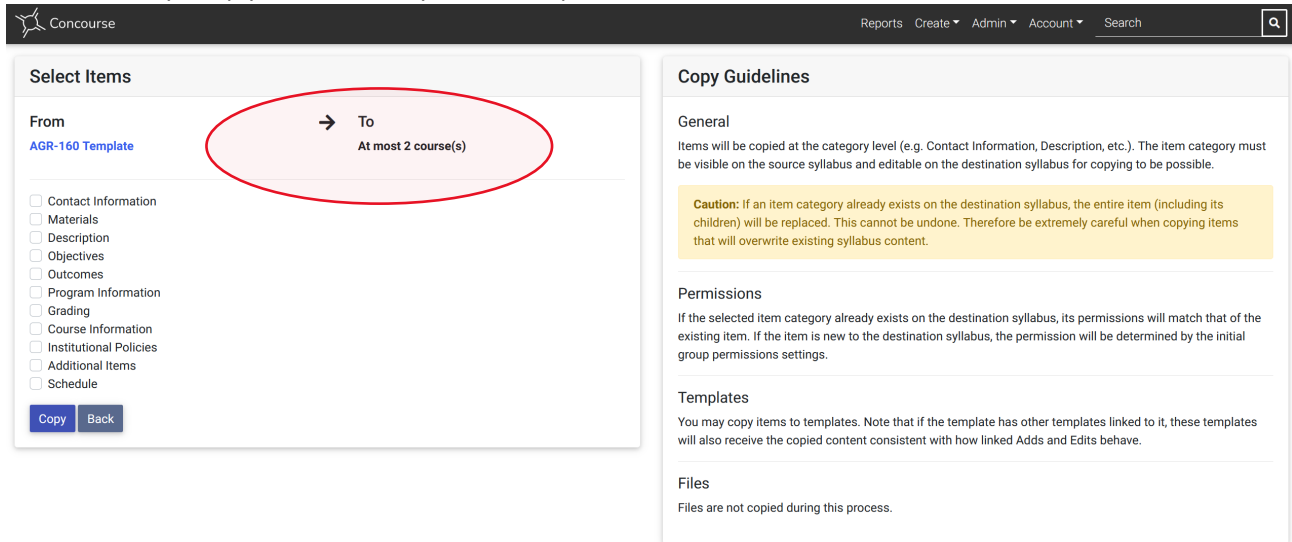 Concourse
Reports Create Admin Account Search
Select Items
From
To
AGR-160 Template
At most 2 course(s)
Contact Information
Materials
Description
Objectives
Outcomes
Program Information
Grading
Course Information
Institutional Policies
Additional Items
Schedule
Copy Back
Copy Guidelines
General
Items will be copied at the category level (e.g. Contact Information, Description, etc.). The item category must
be visible on the source syllabus and editable on the destination syllabus for copying to be possible.
Caution: If an item category already exists on the destination syllabus, the entire item (including its
children) will be replaced. This cannot be undone. Therefore be extremely careful when copying items
that will overwrite existing syllabus content.
Permissions
If the selected item category already exists on the destination syllabus, its permissions will match that of the
existing item. If the item is new to the destination syllabus, the permission will be determined by the initial
group permissions settings.
Templates
You may copy items to templates. Note that if the template has other templates linked to it, these templates
will also receive the copied content consistent with how linked Adds and Edits behave.
Files
Files are not copied during this process.